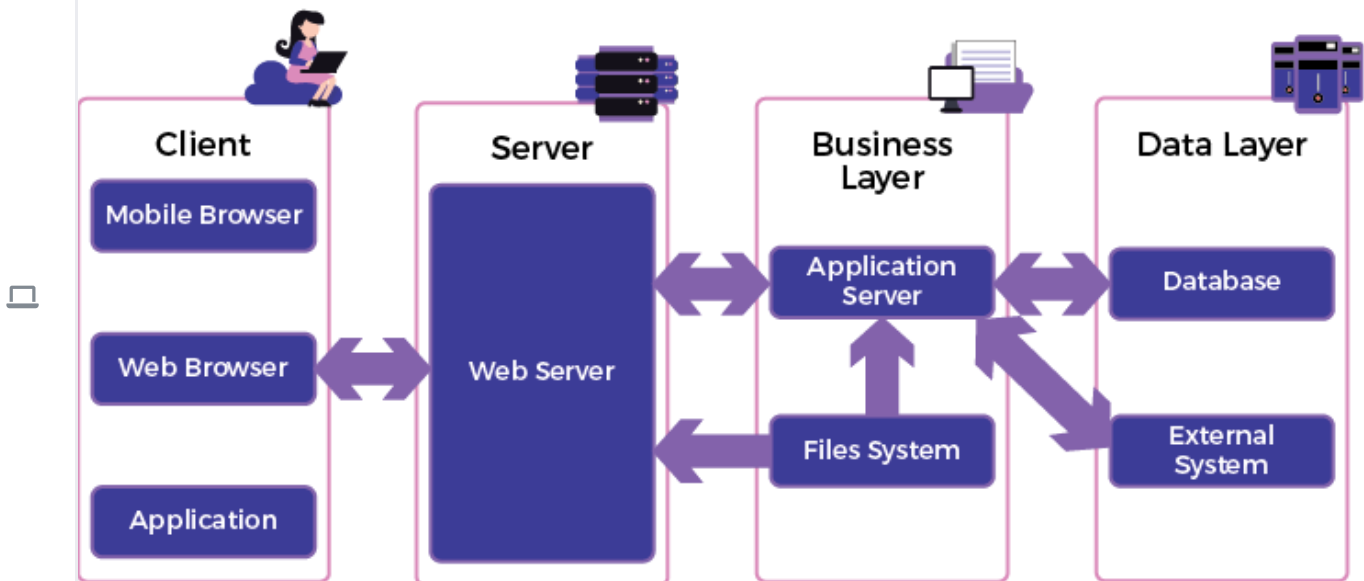 Client
Mobile Browser
Web Browser
Application
Server
Web Server
Business
Layer
Application
Server
Files System
Data Layer
Database
External
System